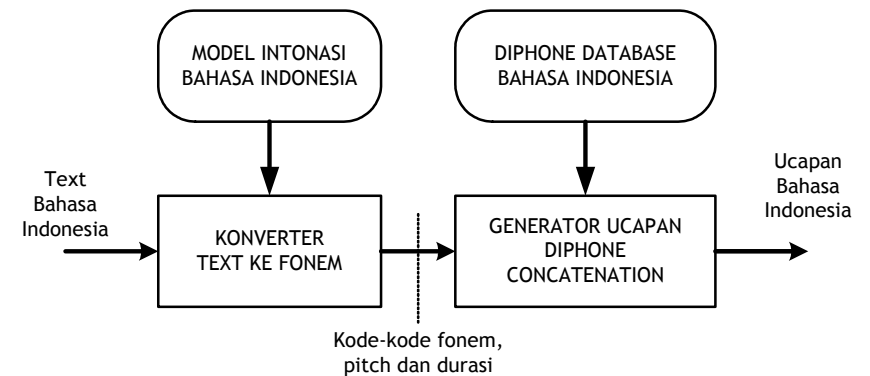 MODEL INTONASI
BAHASA INDONESIA
DIPHONE DATABASE
BAHASA INDONESIA
Text
Bahasa
Indonesia
KONVERTER
TEXT KE FONEM
GENERATOR UCAPAN
DIPHONE
CONCATENATION
Ucapan
Bahasa
Indonesia
Kode-kode fonem,
pitch dan durasi